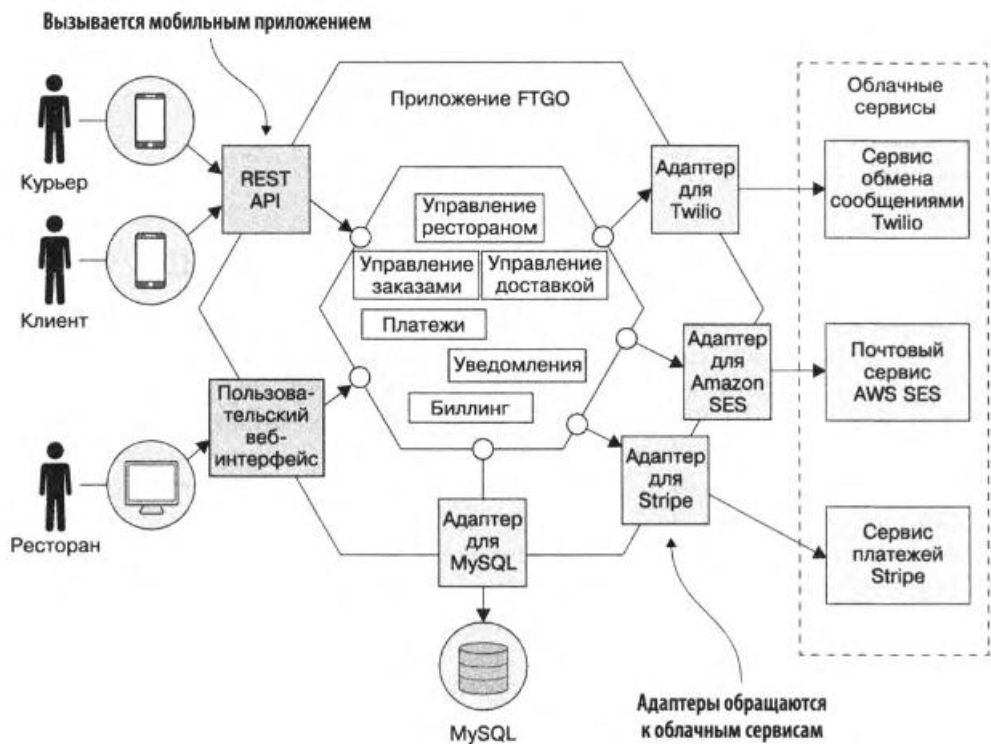 Вызывается мобильным приложением
Приложение FTGO
Облачные
сервисы
Курьер
REST
API
Адаптер
для
Twilio
Сервис
обмена
сообщениями
Twilio
Управление
рестораном
Управление
заказами
Управление
доставкой
Клиент
Платежи
Уведомления
Биллинг
Адаптер
для
Amazon
SES
Почтовый
сервис
AWS SES
Пользова-
тельский
веб-
интерфейс
Ресторан
Адаптер
для
MySQL
Адаптер
для
Stripe
Сервис
платежей
Stripe
MySQL
Адаптеры обращаются
к облачным сервисам